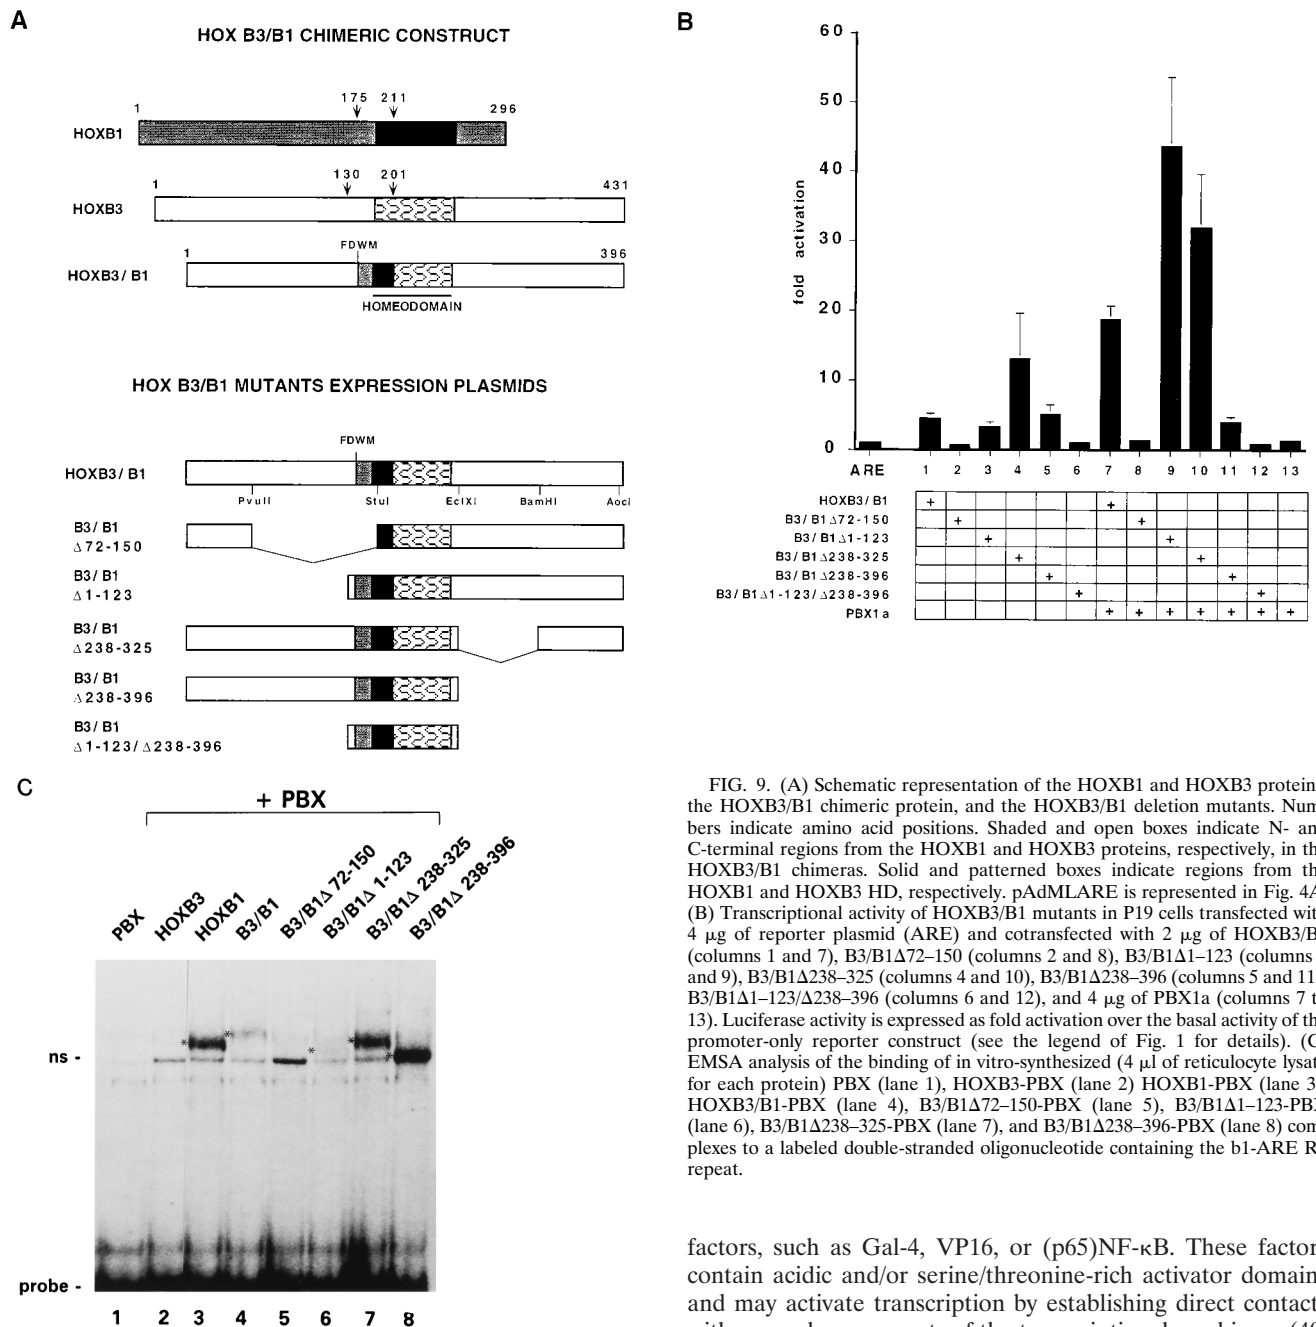 A
HOX B3/B1 CHIMERIC CONSTRUCT
1 175 211 296
HOXB1
1 130 201 431
HOXB3
1 FDWM 396
HOXB3/B1
HOMEODOMAIN
HOX B3/B1 MUTANTS EXPRESSION PLASMIDS
FDWM
HOXB3/B1
PvuII StuI EclXI BamHI AocI
B3/B1
Δ72-150
B3/B1
Δ1-123
B3/B1
Δ238-325
B3/B1
Δ238-396
B3/B1
Δ1-123/Δ238-396
B
60
50
40
30
20
10
0
fold activation
ARE 1 2 3 4 5 6 7 8 9 10 11 12 13
HOXB3/B1 + +
B3/B1Δ72-150 + +
B3/B1Δ1-123 + +
B3/B1Δ238-325 + +
B3/B1Δ238-396 + +
B3/B1Δ1-123/Δ238-396 + +
PBX1a + + + + + + +
C
+ PBX
PBX HOXB3 HOXB1 B3/B1 B3/B1Δ 72-150 B3/B1Δ 1-123 B3/B1Δ 238-325 B3/B1Δ 238-396
* * * * *
ns -
probe -
1 2 3 4 5 6 7 8
FIG. 9. (A) Schematic representation of the HOXB1 and HOXB3 protein
the HOXB3/B1 chimeric protein, and the HOXB3/B1 deletion mutants. Num
bers indicate amino acid positions. Shaded and open boxes indicate N- an
C-terminal regions from the HOXB1 and HOXB3 proteins, respectively, in th
HOXB3/B1 chimeras. Solid and patterned boxes indicate regions from th
HOXB1 and HOXB3 HD, respectively. pAdMLARE is represented in Fig. 4A
(B) Transcriptional activity of HOXB3/B1 mutants in P19 cells transfected wit
4 μg of reporter plasmid (ARE) and cotransfected with 2 μg of HOXB3/B
(columns 1 and 7), B3/B1Δ72–150 (columns 2 and 8), B3/B1Δ1–123 (columns
and 9), B3/B1Δ238–325 (columns 4 and 10), B3/B1Δ238–396 (columns 5 and 11
B3/B1Δ1–123/Δ238–396 (columns 6 and 12), and 4 μg of PBX1a (columns 7 t
13). Luciferase activity is expressed as fold activation over the basal activity of th
promoter-only reporter construct (see the legend of Fig. 1 for details). (C
EMSA analysis of the binding of in vitro-synthesized (4 μl of reticulocyte lysat
for each protein) PBX (lane 1), HOXB3-PBX (lane 2) HOXB1-PBX (lane 3
HOXB3/B1-PBX (lane 4), B3/B1Δ72–150-PBX (lane 5), B3/B1Δ1–123-PB
(lane 6), B3/B1Δ238–325-PBX (lane 7), and B3/B1Δ238–396-PBX (lane 8) com
plexes to a labeled double-stranded oligonucleotide containing the b1-ARE R
repeat.
factors, such as Gal-4, VP16, or (p65)NF-κB. These factor
contain acidic and/or serine/threonine-rich activator domain
and may activate transcription by establishing direct contact